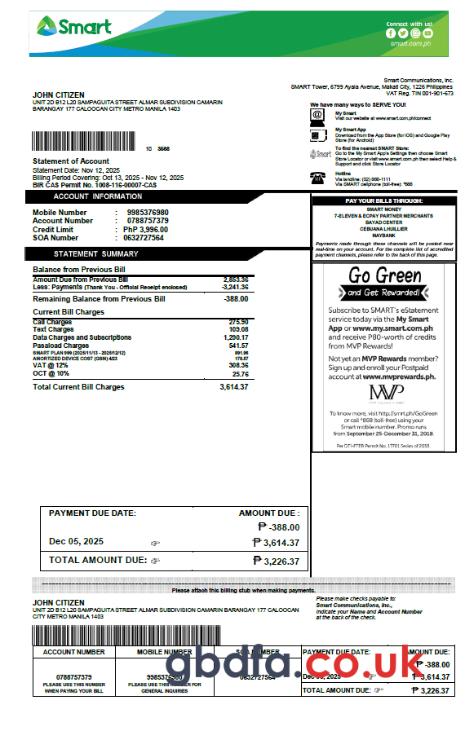 Smart
Connect with us!
smart.com.ph
Smart Communications, Inc.
SMART Tower, 6799 Ayala Avenue, Makati City, 1226 Philippines
VAT Reg. TIN 001-901-673
JOHN CITIZEN
UNIT 2D B12 L20 SAMPAGUITA STREET ALMAR SUBDIVISION CAMARIN
BARANGAY 177 CALOOCAN CITY METRO MANILA 1403
We have many ways to SERVE YOU!
My Smart
Visit our website at www.my.smart.com.ph/connect
My Smart App
Download from the App Store (for iOS) and Google Play
Store (for Android)
To find the nearest SMART Store:
Go to the My Smart App's Settings then choose Smart
Store Locator or visit www.smart.com.ph then select Help &
Support and click Store Locator
Hotline
Via landline: (02) 888-1111
Via SMART cellphone (toll-free): *888
10 3668
Statement of Account
Statement Date: Nov 12, 2025
Billing Period Covering: Oct 13, 2025 - Nov 12, 2025
BIR CAS Permit No. 1008-116-00007-CAS
ACCOUNT INFORMATION
Mobile Number : 9985376980
Account Number : 0788757379
Credit Limit : PhP 3,996.00
SOA Number : 0632727564
PAY YOUR BILLS THROUGH:
SMART MONEY
7-ELEVEN & ECPAY PARTNER MERCHANTS
BAYAD CENTER
CEBUANA LHUILLIER
MAYBANK
Payments made through these channels will be posted near
real-time on your account. For the complete list of accredited
payment channels, please refer to the back of this page.
STATEMENT SUMMARY
Balance from Previous Bill
Amount Due from Previous Bill 2,853.36
Less: Payments (Thank You - Official Receipt enclosed) -3,241.36
Remaining Balance from Previous Bill -388.00
Current Bill Charges
Call Charges 275.90
Text Charges 103.08
Data Charges and Subscriptions 1,290.17
Pasaload Charges 541.57
SMART PLAN 999 (2025/11/13 - 2025/12/12) 891.96
AMORTIZED DEVICE COST (GSM) 4/23
VAT @ 12% 308.36
OCT @ 10% 25.76
Total Current Bill Charges 3,614.37
Go Green
and Get Rewarded!
Subscribe to SMART's eStatement
service today via the My Smart
App or www.my.smart.com.ph
and receive P80-worth of credits
from MVP Rewards!
Not yet an MVP Rewards member?
Sign up and enroll your Postpaid
account at www.mvprewards.ph.
MVP
To know more, visit http://smrt.ph/GoGreen
or call *888 (toll-free) using your
Smart mobile number. Promo runs
from September 25-December 31, 2018.
Per DTI-FTEB Permit No. 17701 Series of 2018.
PAYMENT DUE DATE: AMOUNT DUE :
₱ -388.00
Dec 05, 2025 ₱ 3,614.37
TOTAL AMOUNT DUE: ₱ 3,226.37
Please attach this billing stub when making payments.
JOHN CITIZEN
UNIT 2D B12 L20 SAMPAGUITA STREET ALMAR SUBDIVISION CAMARIN BARANGAY 177 CALOOCAN
CITY METRO MANILA 1403
Please make checks payable to:
Smart Communications, Inc.,
indicate your Name and Account Number
at the back of the check.
ACCOUNT NUMBER MOBILE NUMBER SOA NUMBER PAYMENT DUE DATE: AMOUNT DUE:
₱ -388.00
0788757379 0632727564 Dec 05, 2025 ₱ 3,614.37
PLEASE USE THIS NUMBER
WHEN PAYING YOUR BILL
PLEASE USE THIS NUMBER FOR
GENERAL INQUIRIES
TOTAL AMOUNT DUE: ₱ 3,226.37
gbdfa.co.uk